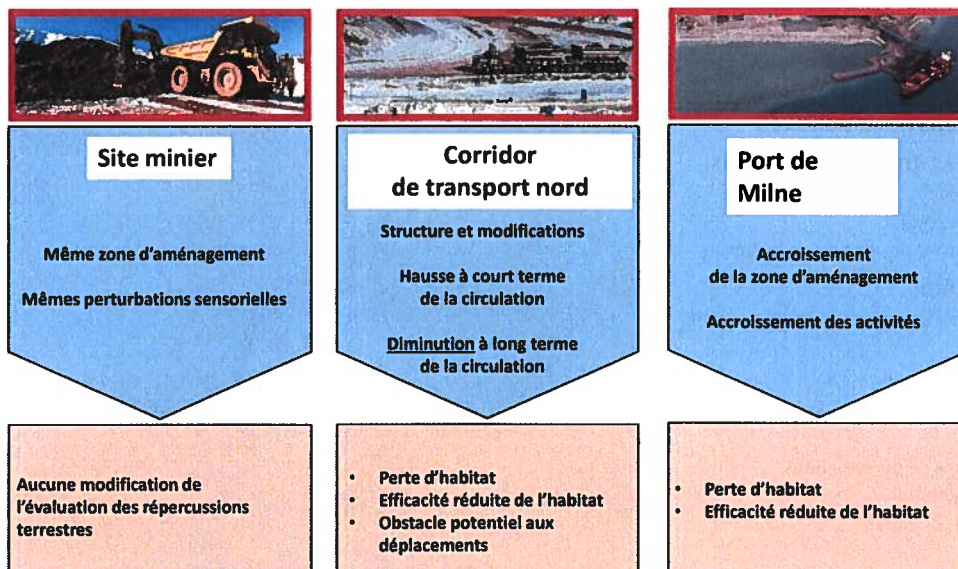 Site minier
Même zone d'aménagement
Mêmes perturbations sensorielles
Aucune modification de
l'évaluation des répercussions
terrestres
Corridor
de transport nord
Structure et modifications
Hausse à court terme
de la circulation
Diminution à long terme
de la circulation
• Perte d'habitat
• Efficacité réduite de l'habitat
• Obstacle potentiel aux
déplacements
Port de
Milne
Accroissement
de la zone d'aménagement
Accroissement des activités
• Perte d'habitat
• Efficacité réduite de l'habitat